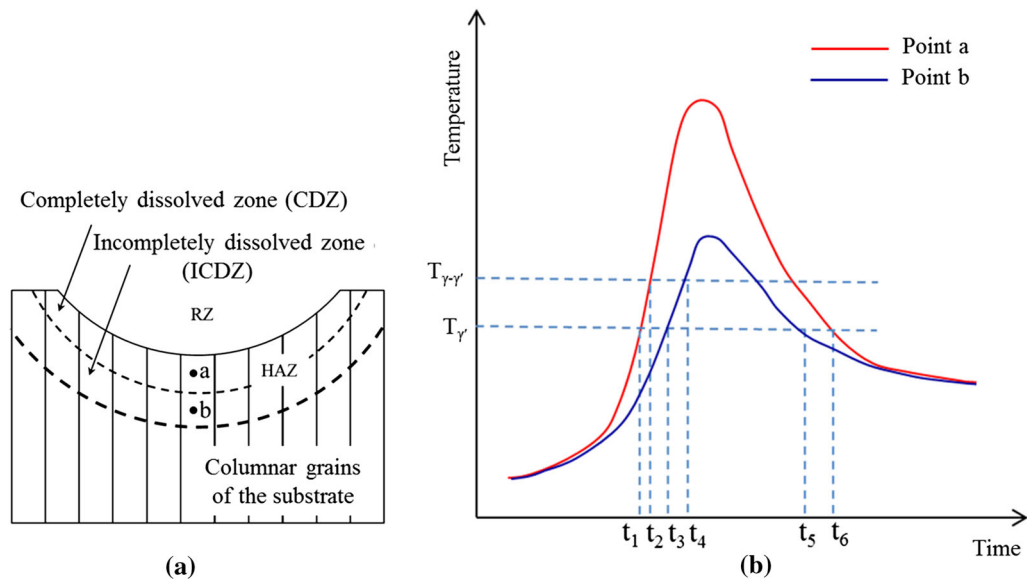 Completely dissolved zone (CDZ)
Incompletely dissolved zone
(ICDZ)
RZ
a
HAZ
b
Columnar grains
of the substrate
(a)
Temperature
Point a
Point b
Tγ-γ′
Tγ′
t₁ t₂ t₃ t₄ t₅ t₆
Time
(b)